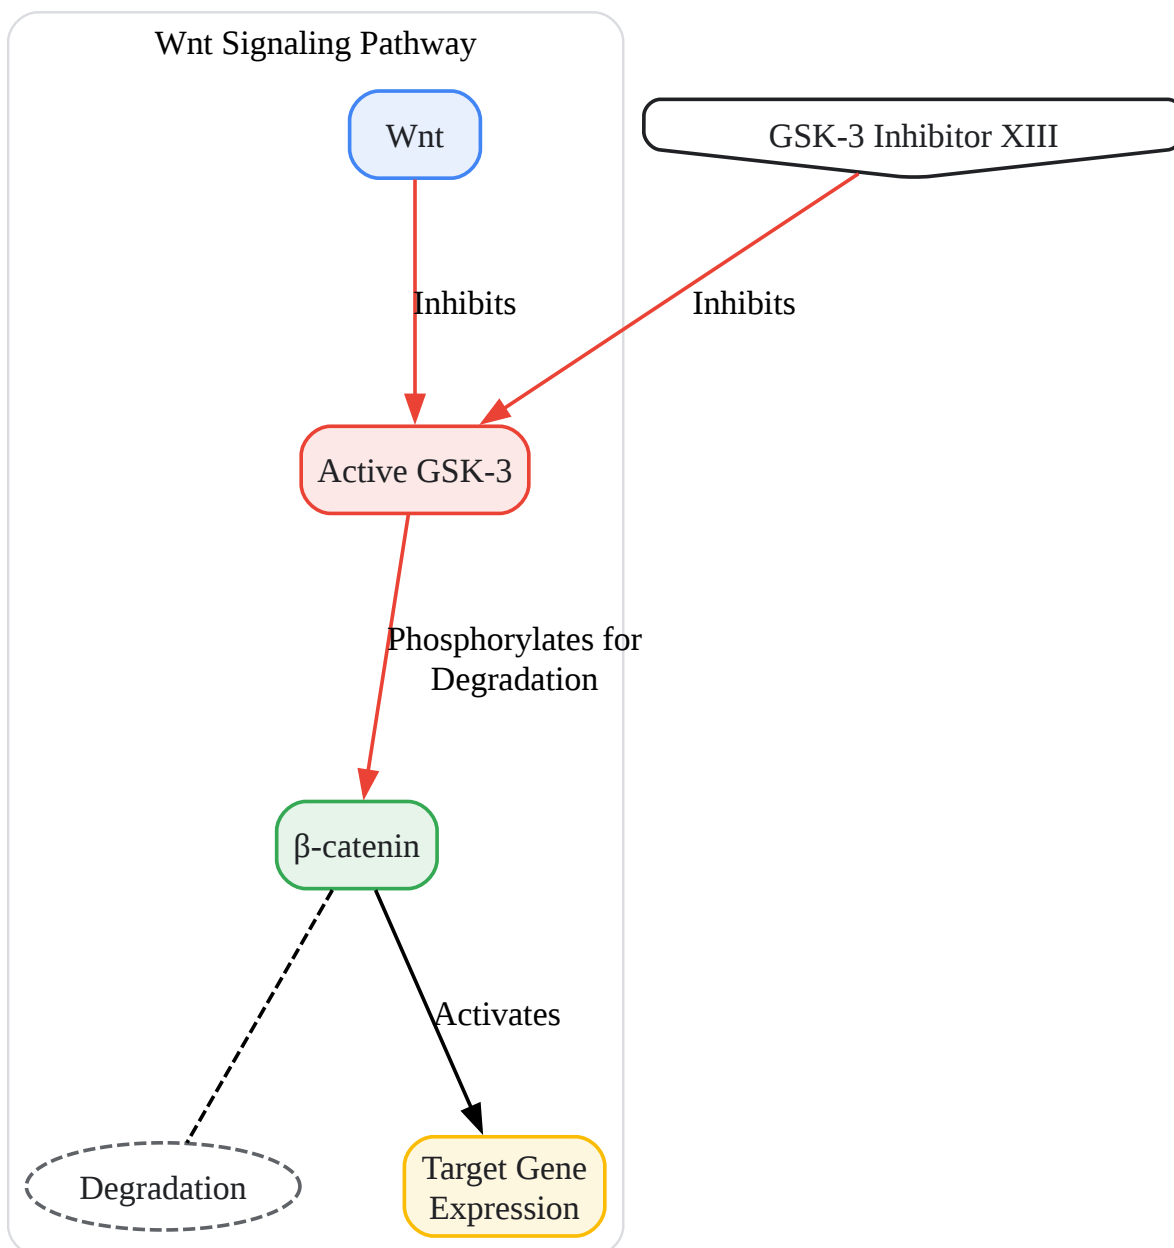 Wnt Signaling Pathway
Wnt
GSK-3 Inhibitor XIII
Inhibits
Inhibits
Active GSK-3
Phosphorylates for
Degradation
β-catenin
Activates
Degradation
Target Gene
Expression